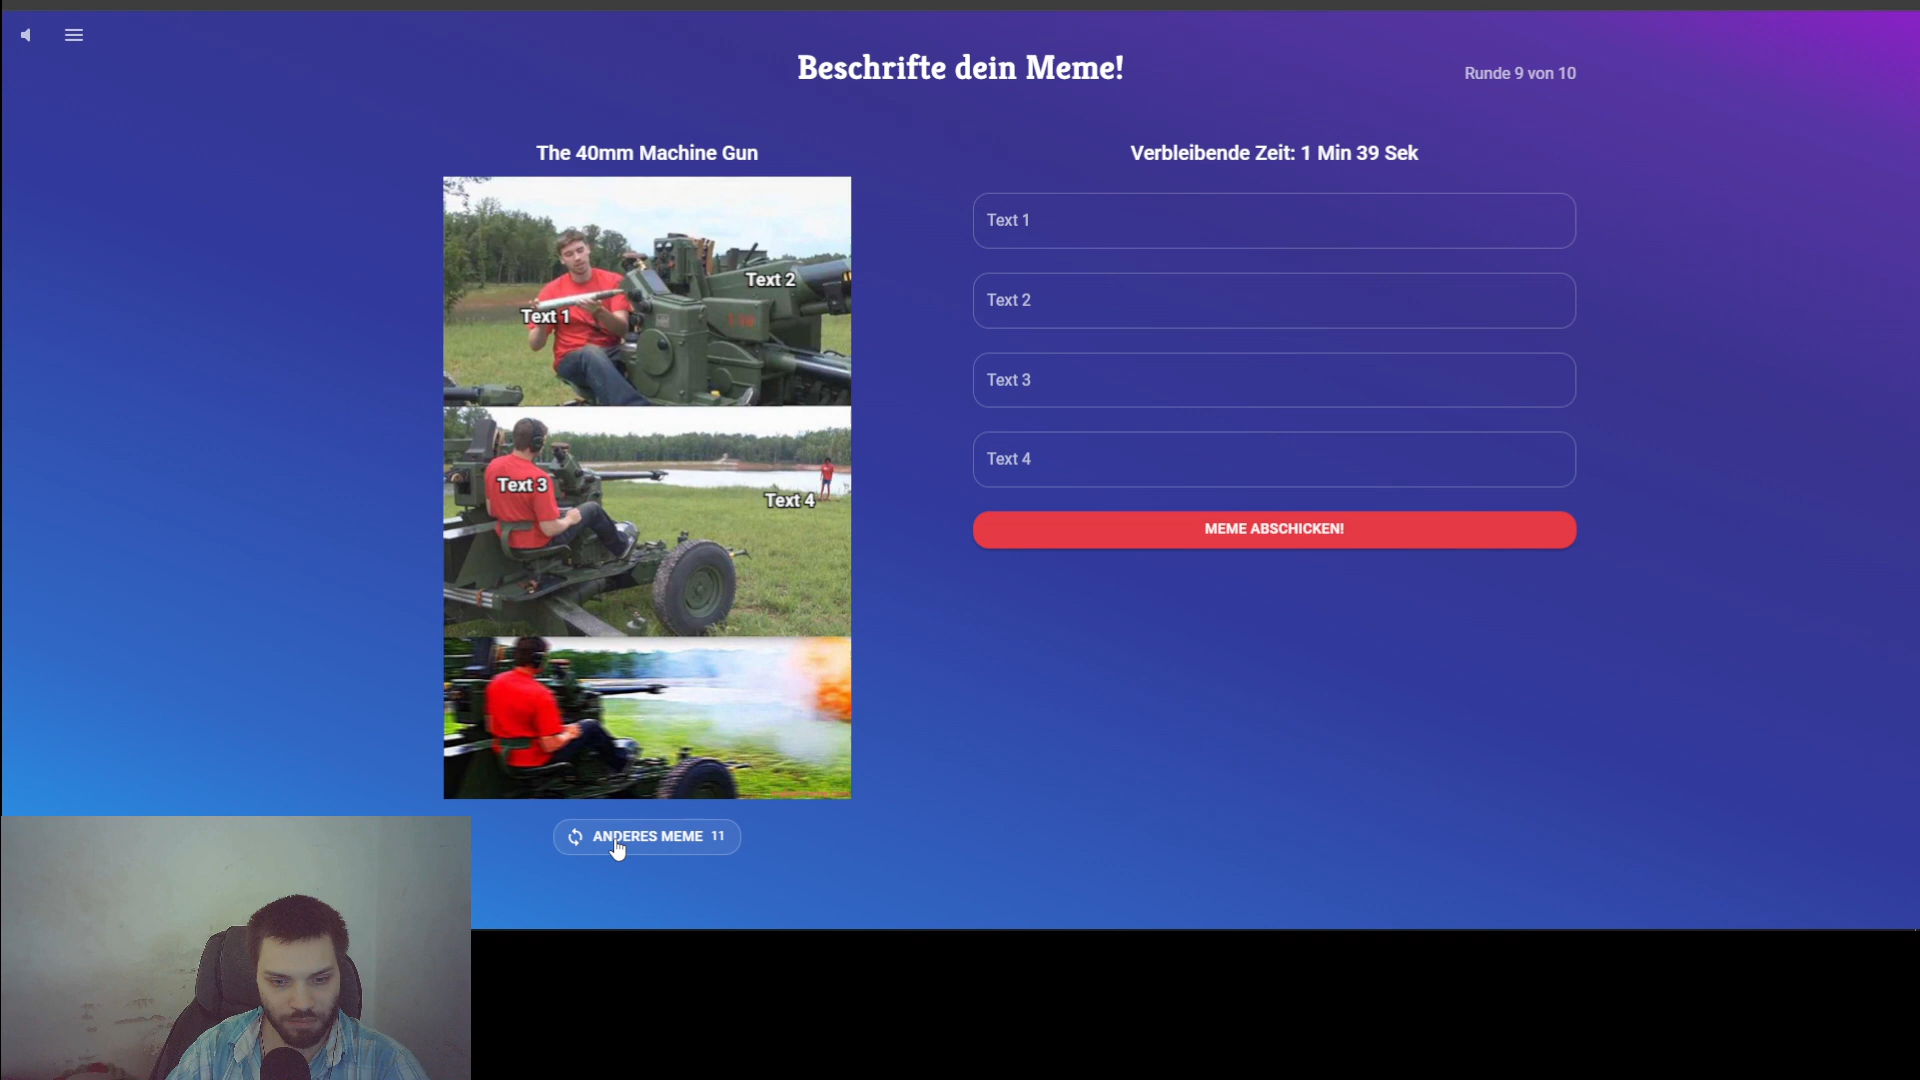 Beschrifte dein Meme!
Runde 9 von 10
The 40mm Machine Gun
Text 1
Text 2
Text 3
Text 4
ANDERES MEME 11
Verbleibende Zeit: 1 Min 39 Sek
Text 1
Text 2
Text 3
Text 4
MEME ABSCHICKEN!